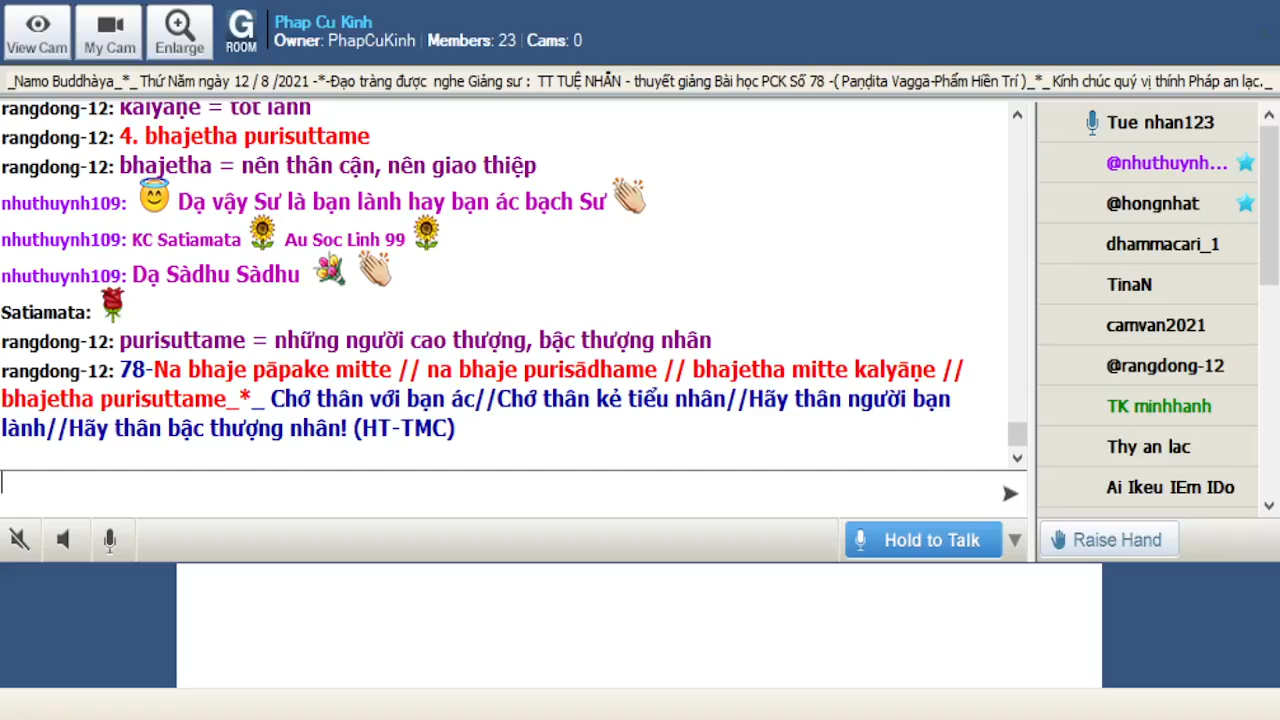 View Cam
My Cam
Enlarge
G
ROOM
Phap Cu Kinh
Owner: PhapCuKinh | Members: 23 | Cams: 0
_Namo Buddhàya_*_ Thứ Năm ngày 12 / 8 /2021 -*-Đạo tràng được nghe Giảng sư : TT TUỆ NHẪN - thuyết giảng Bài học PCK Số 78 -( Paṇḍita Vagga-Phẩm Hiền Trí )_*_ Kính chúc quý vị thính Pháp an lạc._
rangdong-12: kalyāṇe = tốt lành
rangdong-12: 4. bhajetha purisuttame
rangdong-12: bhajetha = nên thân cận, nên giao thiệp
nhuthuynh109: Dạ vậy Sư là bạn lành hay bạn ác bạch Sư
nhuthuynh109: KC Satiamata Au Soc Linh 99
nhuthuynh109: Dạ Sàdhu Sàdhu
Satiamata:
rangdong-12: purisuttame = những người cao thượng, bậc thượng nhân
rangdong-12: 78-Na bhaje pāpake mitte // na bhaje purisādhame // bhajetha mitte kalyāṇe //
bhajetha purisuttame_*_ Chớ thân với bạn ác//Chớ thân kẻ tiểu nhân//Hãy thân người bạn
lành//Hãy thân bậc thượng nhân! (HT-TMC)
Hold to Talk
Tue nhan123
@nhuthuynh...
@hongnhat
dhammacari_1
TinaN
camvan2021
@rangdong-12
TK minhhanh
Thy an lac
Ai Ikeu IEm IDo
Raise Hand